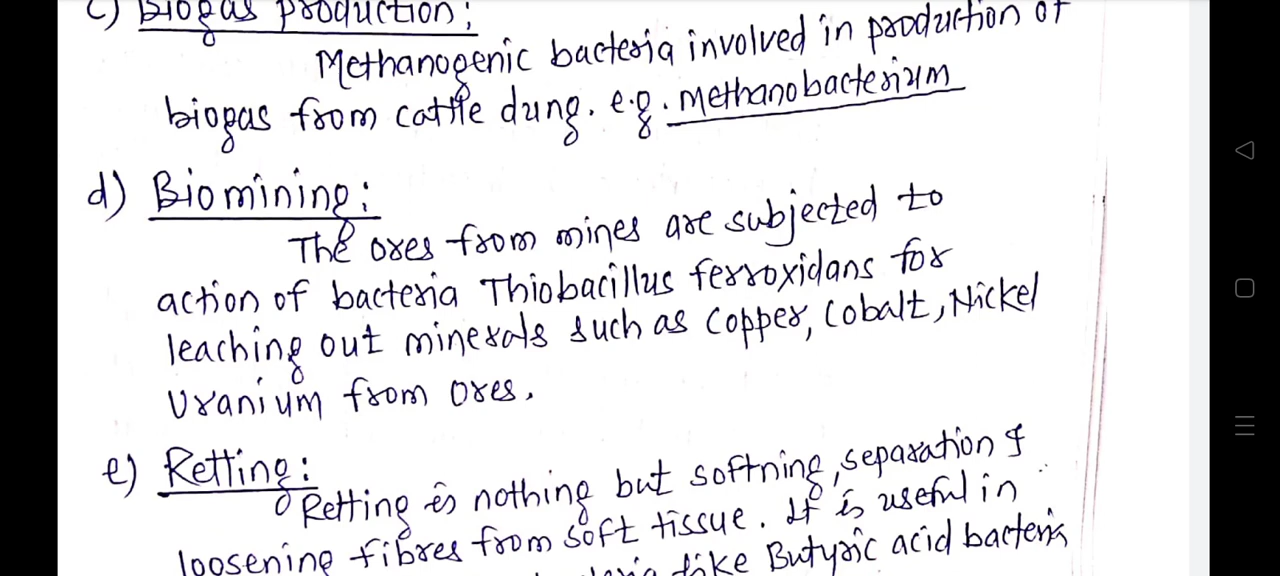 c) Biogas production:
Methanogenic bacteria involved in production of
biogas from cattle dung. e.g. methanobacterium
d) Biomining:
The ores from mines are subjected to
action of bacteria Thiobacillus ferroxidans for
leaching out minerals such as Copper, Cobalt, Nickel
Uranium from ores.
e) Retting:
Retting is nothing but softning, separation &
loosening fibres from soft tissue. It is useful in
like Butyric acid bacteria